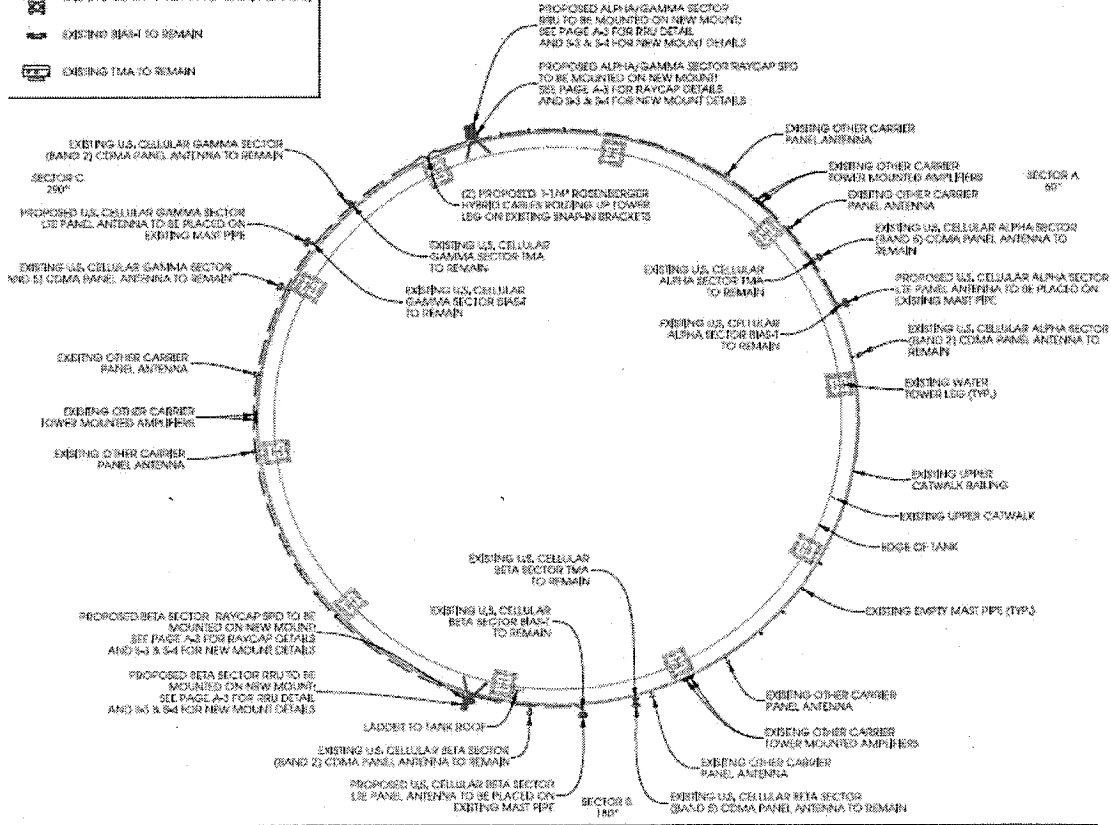 EXISTING BIAS-T TO REMAIN
EXISTING TMA TO REMAIN
PROPOSED ALPHA/GAMMA SECTOR
RRU TO BE MOUNTED ON NEW MOUNT
SEE PAGE A-3 FOR RRU DETAIL
AND S-3 & S-4 FOR NEW MOUNT DETAILS
PROPOSED ALPHA/GAMMA SECTOR RAYCAP SPD
TO BE MOUNTED ON NEW MOUNT
SEE PAGE A-3 FOR RAYCAP DETAILS
AND S-3 & S-4 FOR NEW MOUNT DETAILS
EXISTING U.S. CELLULAR GAMMA SECTOR
(BAND 2) CDMA PANEL ANTENNA TO REMAIN
SECTOR C
290°
PROPOSED U.S. CELLULAR GAMMA SECTOR
LTE PANEL ANTENNA TO BE PLACED ON
EXISTING MAST PIPE
EXISTING U.S. CELLULAR GAMMA SECTOR
BAND 5) CDMA PANEL ANTENNA TO REMAIN
(2) PROPOSED 1-1/4" ROSENBERGER
HYBRID CABLES ROUTING UP TOWER
LEG ON EXISTING SNAP-IN BRACKETS
EXISTING U.S. CELLULAR
GAMMA SECTOR TMA
TO REMAIN
EXISTING U.S. CELLULAR
GAMMA SECTOR BIAS-T
TO REMAIN
EXISTING OTHER CARRIER
PANEL ANTENNA
EXISTING OTHER CARRIER
TOWER MOUNTED AMPLIFIERS
SECTOR A
60°
EXISTING OTHER CARRIER
PANEL ANTENNA
EXISTING U.S. CELLULAR ALPHA SECTOR
(BAND 5) CDMA PANEL ANTENNA TO
REMAIN
EXISTING U.S. CELLULAR
ALPHA SECTOR TMA
TO REMAIN
PROPOSED U.S. CELLULAR ALPHA SECTOR
LTE PANEL ANTENNA TO BE PLACED ON
EXISTING MAST PIPE
EXISTING U.S. CELLULAR
ALPHA SECTOR BIAS-T
TO REMAIN
EXISTING U.S. CELLULAR ALPHA SECTOR
(BAND 2) CDMA PANEL ANTENNA TO
REMAIN
EXISTING WATER
TOWER LEG (TYP.)
EXISTING OTHER CARRIER
PANEL ANTENNA
EXISTING OTHER CARRIER
TOWER MOUNTED AMPLIFIERS
EXISTING OTHER CARRIER
PANEL ANTENNA
EXISTING UPPER
CATWALK RAILING
EXISTING UPPER CATWALK
EDGE OF TANK
EXISTING EMPTY MAST PIPE (TYP.)
EXISTING U.S. CELLULAR
BETA SECTOR TMA
TO REMAIN
EXISTING U.S. CELLULAR
BETA SECTOR BIAS-T
TO REMAIN
PROPOSED BETA SECTOR RAYCAP SPD TO BE
MOUNTED ON NEW MOUNT
SEE PAGE A-3 FOR RAYCAP DETAILS
AND S-3 & S-4 FOR NEW MOUNT DETAILS
PROPOSED BETA SECTOR RRU TO BE
MOUNTED ON NEW MOUNT
SEE PAGE A-3 FOR RRU DETAIL
AND S-3 & S-4 FOR NEW MOUNT DETAILS
LADDER TO TANK ROOF
EXISTING U.S. CELLULAR BETA SECTOR
(BAND 2) CDMA PANEL ANTENNA TO REMAIN
PROPOSED U.S. CELLULAR BETA SECTOR
LTE PANEL ANTENNA TO BE PLACED ON
EXISTING MAST PIPE
SECTOR B
180°
EXISTING OTHER CARRIER
PANEL ANTENNA
EXISTING OTHER CARRIER
TOWER MOUNTED AMPLIFIERS
EXISTING OTHER CARRIER
PANEL ANTENNA
EXISTING U.S. CELLULAR BETA SECTOR
(BAND 5) CDMA PANEL ANTENNA TO REMAIN